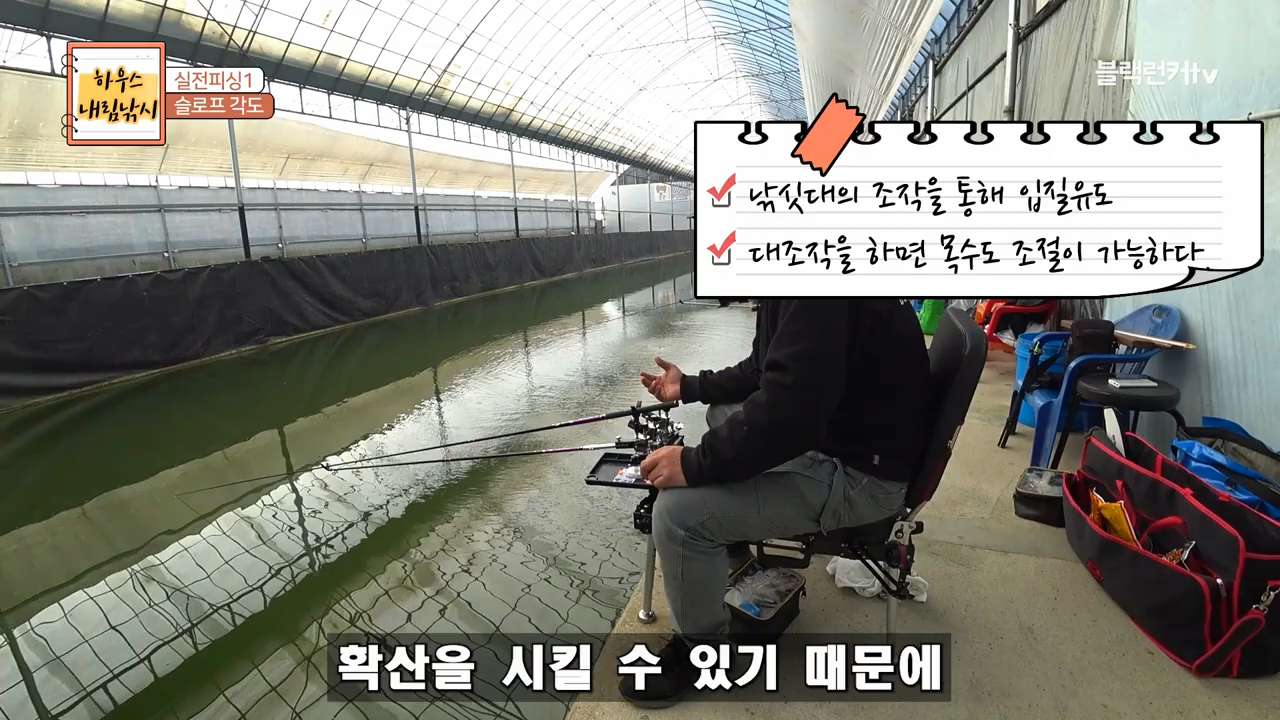 하우스
내림낚시
실전피싱1
슬로프 각도
블랙런커tv
낚싯대의 조작을 통해 입질유도
대조작을 하면 목수도 조절이 가능하다
확산을 시킬 수 있기 때문에